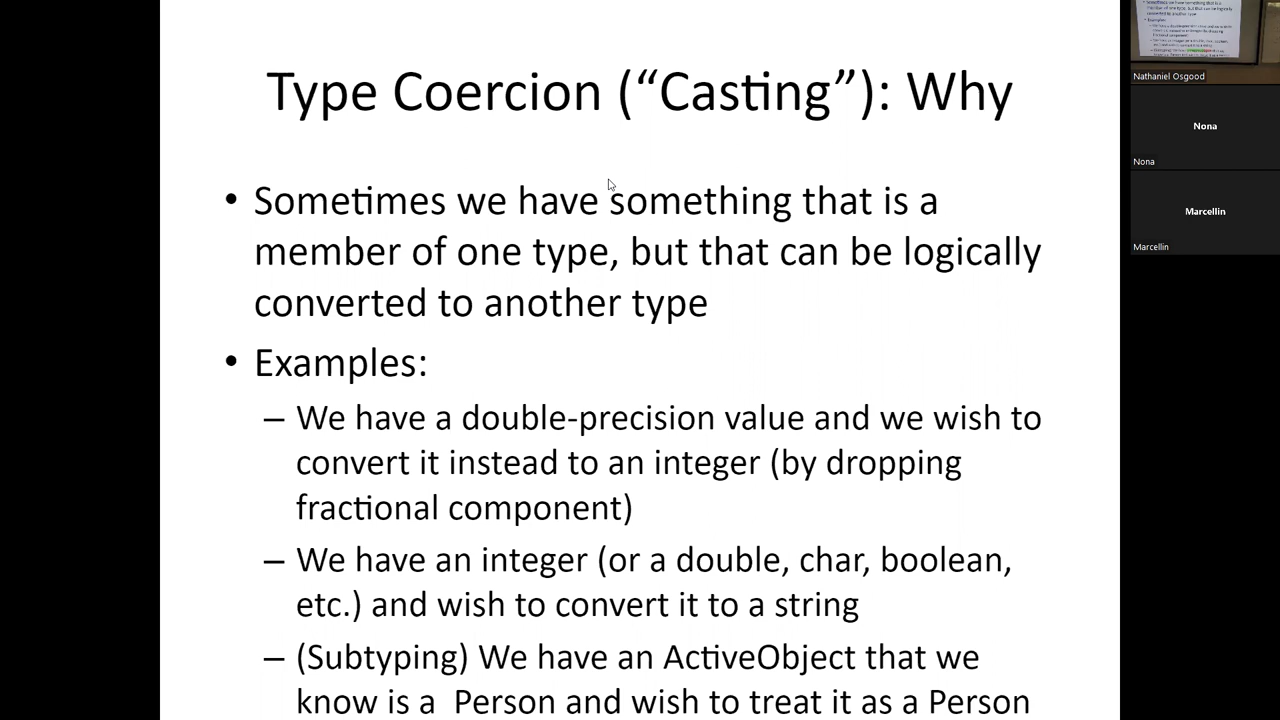 Type Coercion (“Casting”): Why
• Sometimes we have something that is a
member of one type, but that can be logically
converted to another type
• Examples:
– We have a double-precision value and we wish to
convert it instead to an integer (by dropping
fractional component)
– We have an integer (or a double, char, boolean,
etc.) and wish to convert it to a string
– (Subtyping) We have an ActiveObject that we
know is a  Person and wish to treat it as a Person
Nathaniel Osgood
Nona
Nona
Marcellin
Marcellin